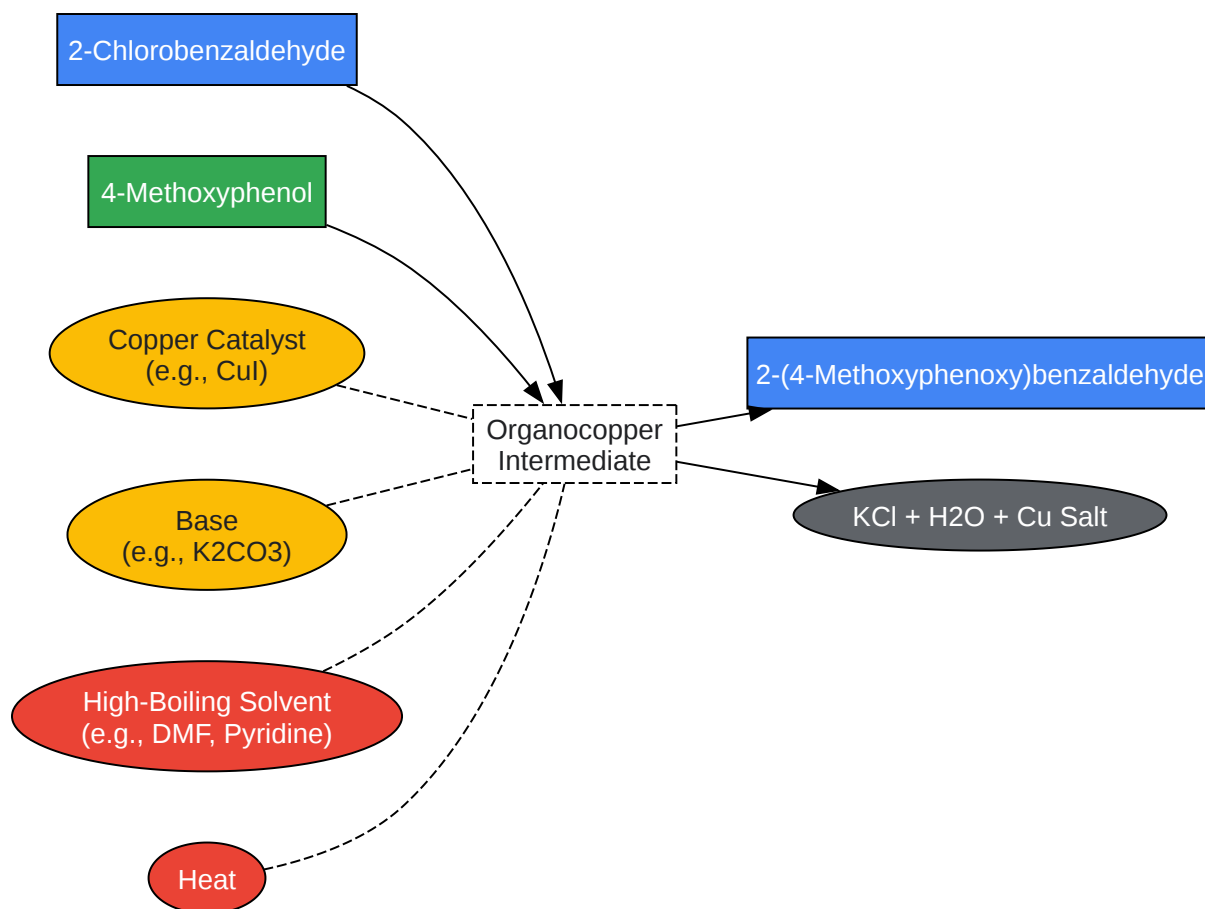 2-Chlorobenzaldehyde
4-Methoxyphenol
Copper Catalyst
(e.g., CuI)
Base
(e.g., K2CO3)
High-Boiling Solvent
(e.g., DMF, Pyridine)
Heat
Organocopper
Intermediate
2-(4-Methoxyphenoxy)benzaldehyde
KCl + H2O + Cu Salt